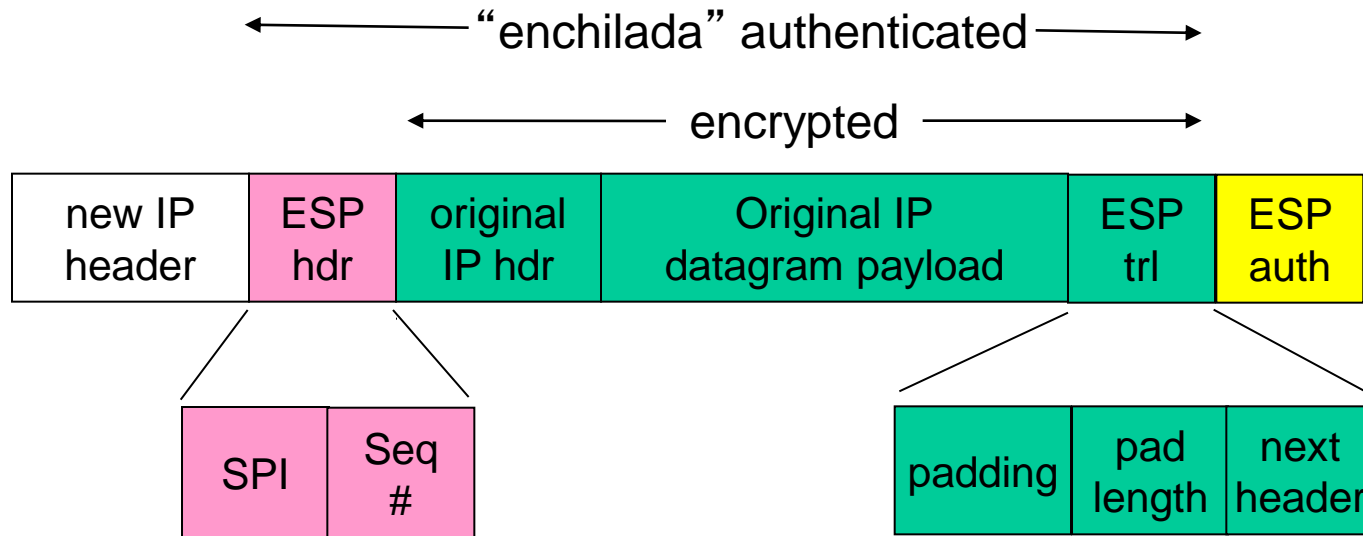 “enchilada” authenticated
encrypted
new IP
header
ESP
hdr
original
IP hdr
Original IP
datagram payload
ESP
trl
ESP
auth
SPI
Seq
#
padding
pad
length
next
header